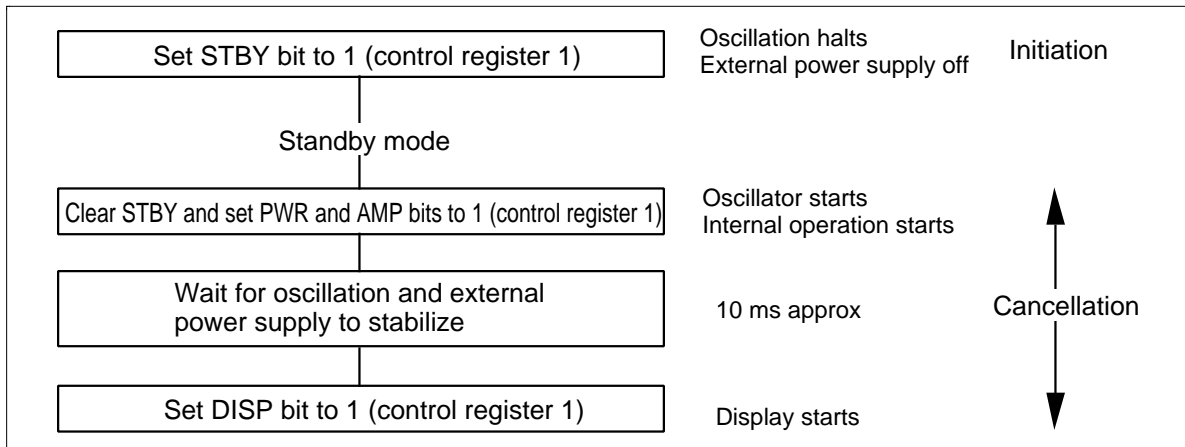 Set STBY bit to 1 (control register 1)
Oscillation halts
External power supply off
Initiation
Standby mode
Clear STBY and set PWR and AMP bits to 1 (control register 1)
Oscillator starts
Internal operation starts
Wait for oscillation and external
power supply to stabilize
10 ms approx
Cancellation
Set DISP bit to 1 (control register 1)
Display starts